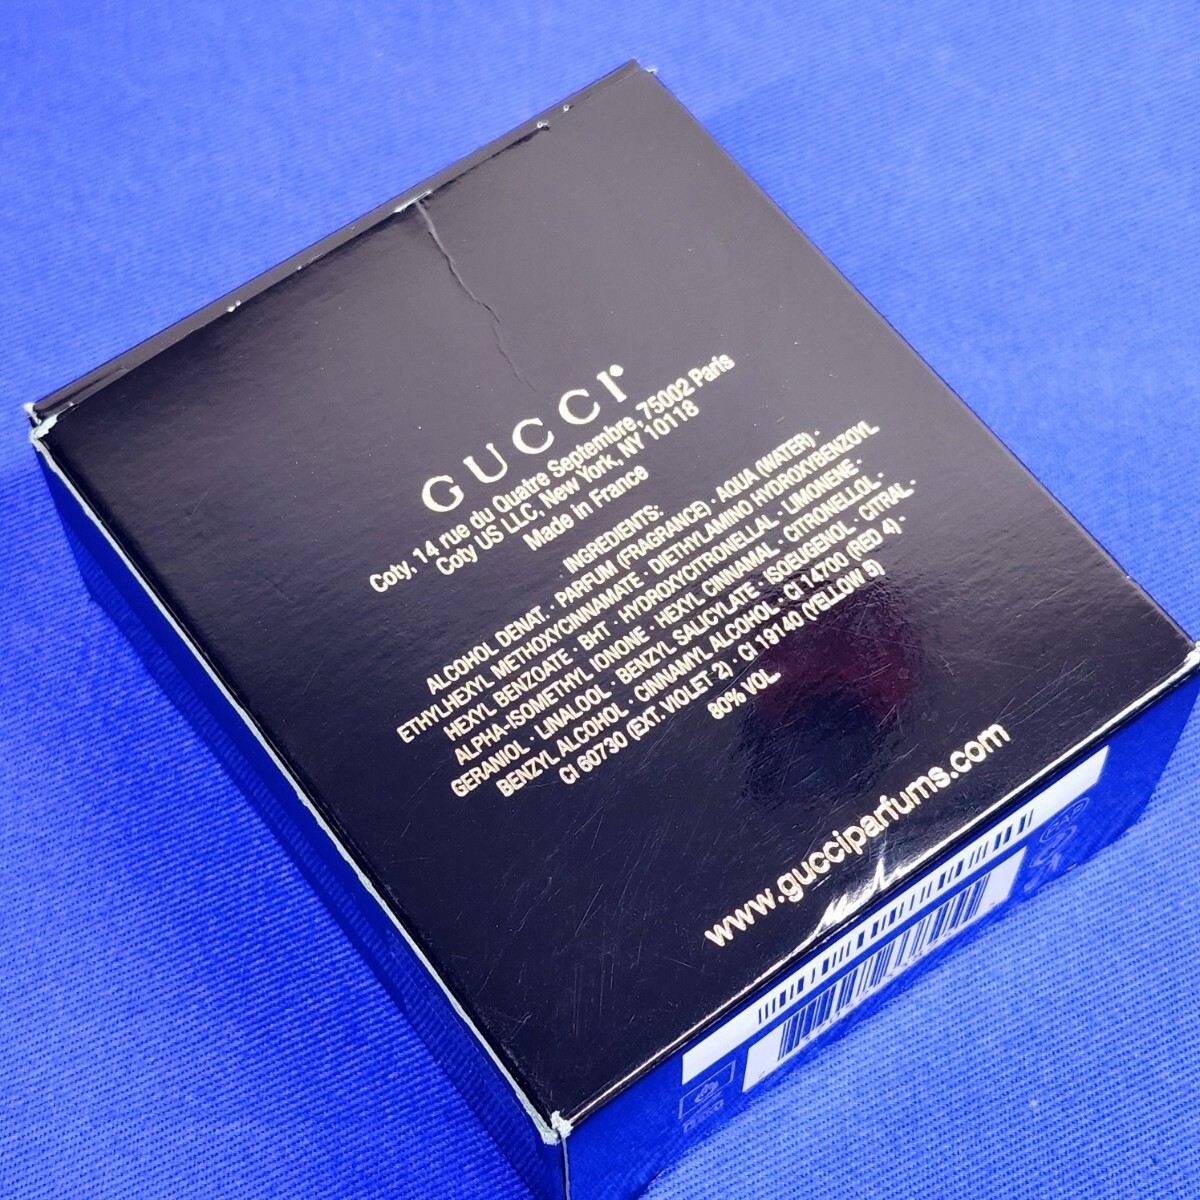 GUCCI
Coty, 14 rue du Quatre Septembre, 75002 Paris
Coty US LLC, New York, NY 10118
Made in France
INGREDIENTS:
ALCOHOL DENAT. · PARFUM (FRAGRANCE) · AQUA (WATER) ·
ETHYLHEXYL METHOXYCINNAMATE · DIETHYLAMINO HYDROXYBENZOYL
HEXYL BENZOATE · BHT · HYDROXYCITRONELLAL · LIMONENE ·
ALPHA-ISOMETHYL IONONE · HEXYL CINNAMAL · CITRONELLOL ·
GERANIOL · LINALOOL · BENZYL SALICYLATE · ISOEUGENOL · CITRAL ·
BENZYL ALCOHOL · CINNAMYL ALCOHOL · CI 14700 (RED 4) ·
CI 60730 (EXT. VIOLET 2) · CI 19140 (YELLOW 5)
80% VOL.
www.gucciparfums.com